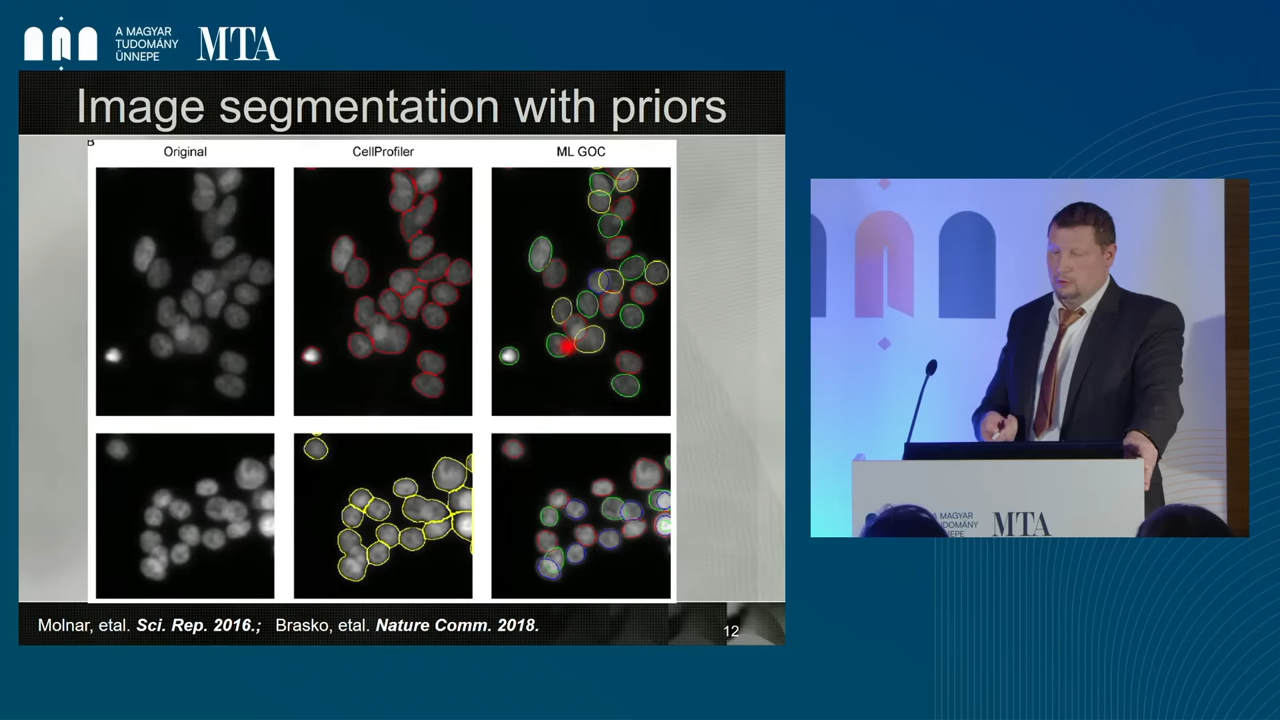 A MAGYAR
TUDOMÁNY
ÜNNEPE
MTA
Image segmentation with priors
B
Original
CellProfiler
ML GOC
Molnar, etal. Sci. Rep. 2016.; Brasko, etal. Nature Comm. 2018.
12
A MAGYAR
TUDOMÁNY
ÜNNEPE
MTA